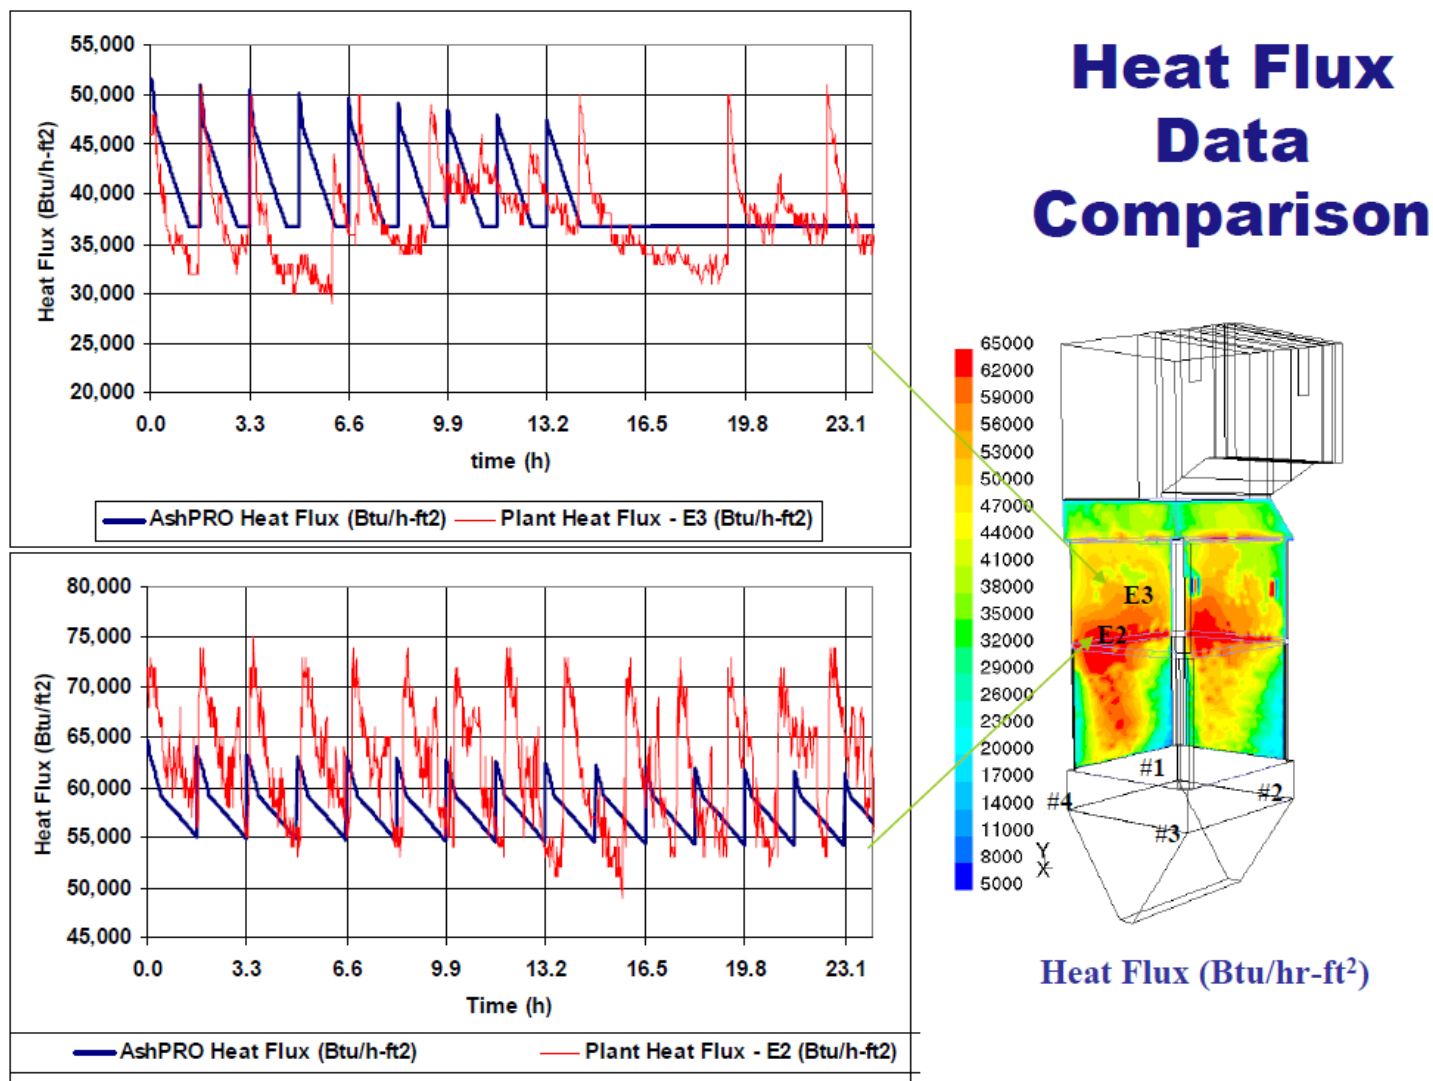 Heat Flux
Data
Comparison
55,000
50,000
45,000
40,000
35,000
30,000
25,000
20,000
Heat Flux (Btu/h-ft2)
0.0 3.3 6.6 9.9 13.2 16.5 19.8 23.1
time (h)
AshPRO Heat Flux (Btu/h-ft2) Plant Heat Flux - E3 (Btu/h-ft2)
80,000
75,000
70,000
65,000
60,000
55,000
50,000
45,000
Heat Flux (Btu/ft2)
0.0 3.3 6.6 9.9 13.2 16.5 19.8 23.1
Time (h)
AshPRO Heat Flux (Btu/h-ft2) Plant Heat Flux - E2 (Btu/h-ft2)
65000
62000
59000
56000
53000
50000
47000
44000
41000
38000
35000
32000
29000
26000
23000
20000
17000
14000
11000
8000
5000
E3
E2
#1
#2
#4
#3
Y
X
Heat Flux (Btu/hr-ft²)